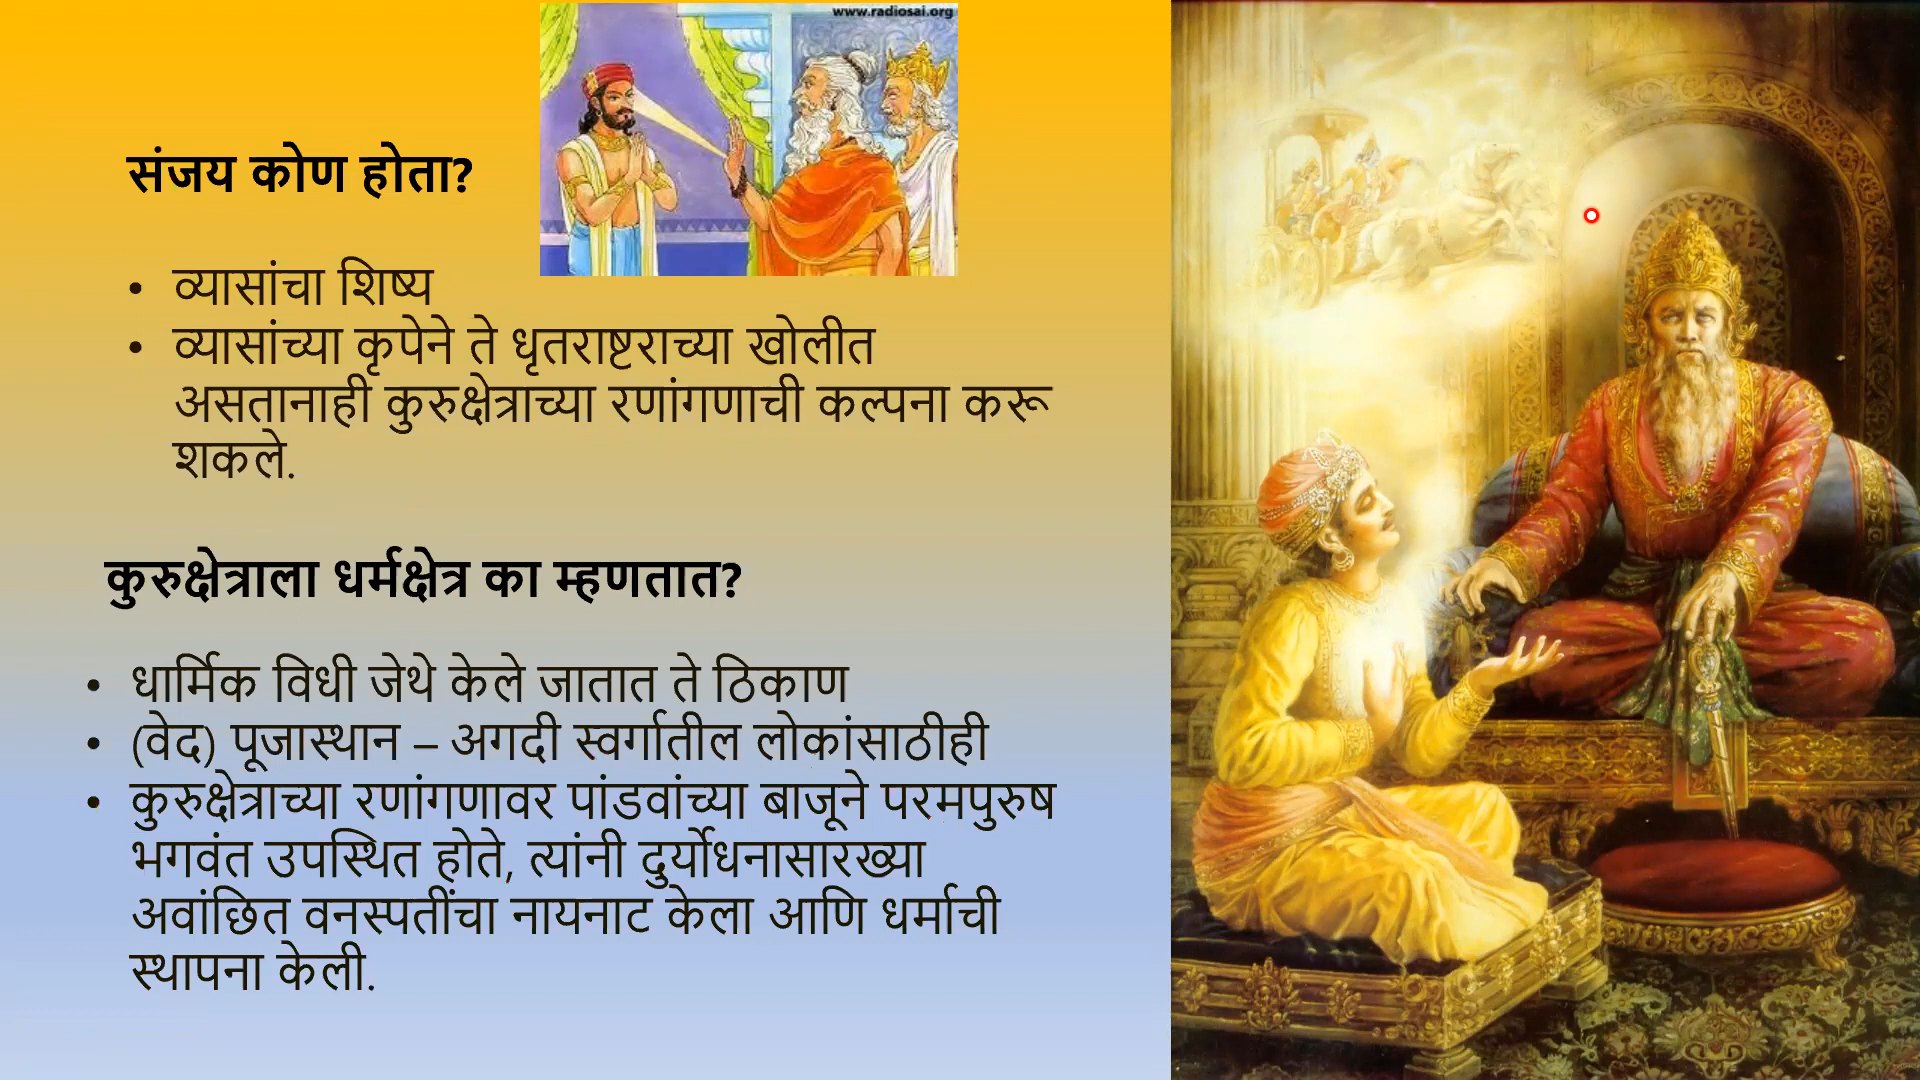 www.radiosai.org
संजय कोण होता?
• व्यासांचा शिष्य
• व्यासांच्या कृपेने ते धृतराष्टराच्या खोलीत
असतानाही कुरुक्षेत्राच्या रणांगणाची कल्पना करू
शकले.
कुरुक्षेत्राला धर्मक्षेत्र का म्हणतात?
• धार्मिक विधी जेथे केले जातात ते ठिकाण
• (वेद) पूजास्थान – अगदी स्वर्गातील लोकांसाठीही
• कुरुक्षेत्राच्या रणांगणावर पांडवांच्या बाजूने परमपुरुष
भगवंत उपस्थित होते, त्यांनी दुर्योधनासारख्या
अवांछित वनस्पतींचा नायनाट केला आणि धर्माची
स्थापना केली.